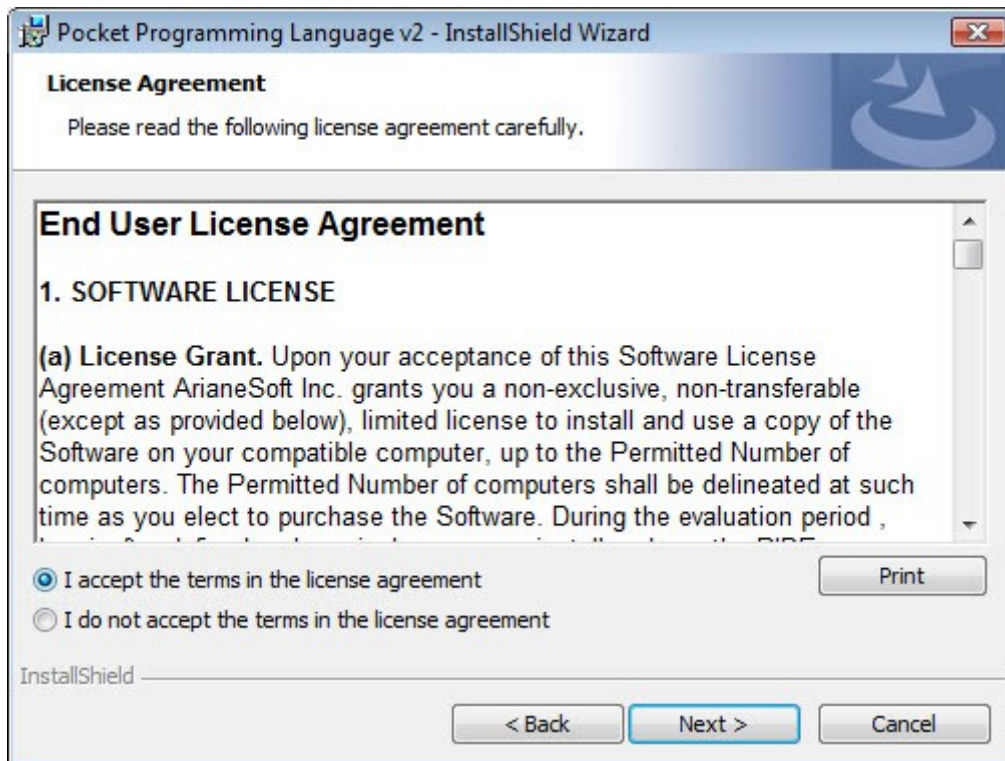 Pocket Programming Language v2 - InstallShield Wizard
License Agreement
Please read the following license agreement carefully.
End User License Agreement
1. SOFTWARE LICENSE
(a) License Grant. Upon your acceptance of this Software License
Agreement ArianeSoft Inc. grants you a non-exclusive, non-transferable
(except as provided below), limited license to install and use a copy of the
Software on your compatible computer, up to the Permitted Number of
computers. The Permitted Number of computers shall be delineated at such
time as you elect to purchase the Software. During the evaluation period ,
I accept the terms in the license agreement
Print
I do not accept the terms in the license agreement
InstallShield
< Back
Next >
Cancel